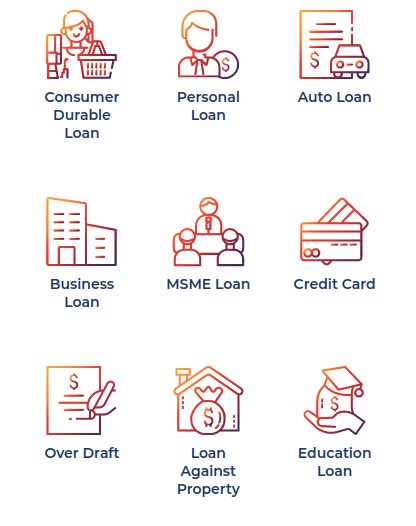 Consumer
Durable
Loan
Personal
Loan
Auto Loan
Business
Loan
MSME Loan
Credit Card
Over Draft
Loan
Against
Property
Education
Loan